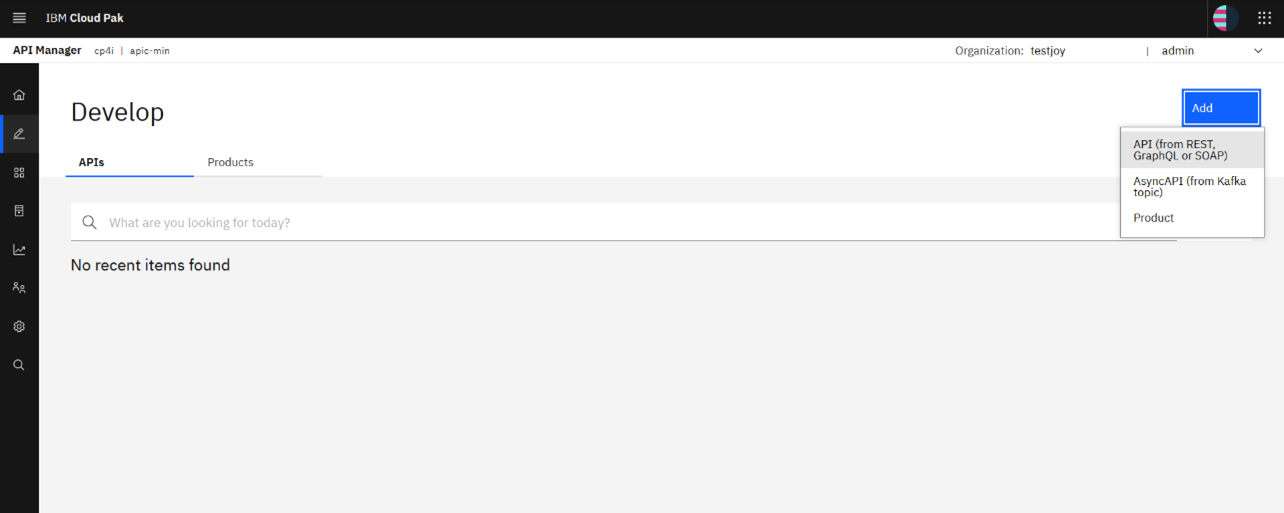 IBM Cloud Pak
API Manager cp4i | apic-min Organization: testjoy | admin
Develop
Add
API (from REST,
GraphQL or SOAP)
AsyncAPI (from Kafka
topic)
Product
APIs Products
What are you looking for today?
No recent items found